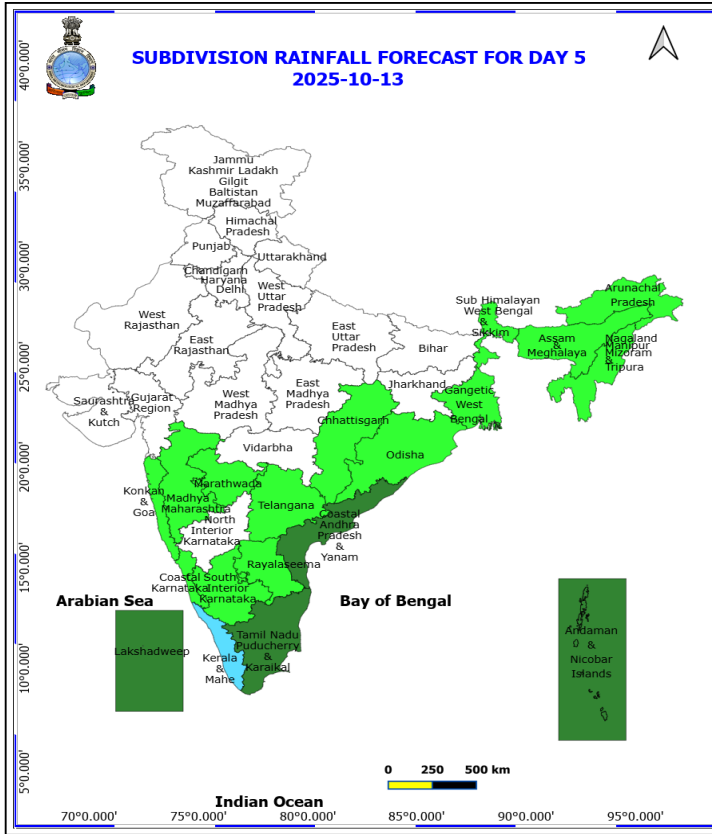 SUBDIVISION RAINFALL FORECAST FOR DAY 5
2025-10-13
40°0.000'
35°0.000'
30°0.000'
25°0.000'
20°0.000'
15°0.000'
10°0.000'
5°0.000'
Jammu
Kashmir Ladakh
Gilgit
Baltistan
Muzaffarabad
Himachal
Pradesh
Punjab
Uttarakhand
Chandigarh
Haryana
Delhi
West
Uttar
Pradesh
West
Rajasthan
East
Rajasthan
East
Uttar
Pradesh
Bihar
Sub Himalayan
West Bengal
&
Sikkim
Arunachal
Pradesh
Assam
&
Meghalaya
Nagaland
Manipur
Mizoram
&
Tripura
Saurashtra
&
Kutch
Gujarat
Region
West
Madhya
Pradesh
East
Madhya
Pradesh
Jharkhand
Gangetic
West
Bengal
Chhattisgarh
Odisha
Vidarbha
Konkan
&
Goa
Madhya
Maharashtra
Marathwada
Telangana
North
Interior
Karnataka
Coastal
Andhra
Pradesh
&
Yanam
Rayalaseema
Coastal
Karnataka
South
Interior
Karnataka
Arabian Sea
Bay of Bengal
Lakshadweep
Kerala
&
Mahe
Tamil Nadu
Puducherry
&
Karaikal
Andaman
&
Nicobar
Islands
0 250 500 km
Indian Ocean
70°0.000' 75°0.000' 80°0.000' 85°0.000' 90°0.000' 95°0.000'